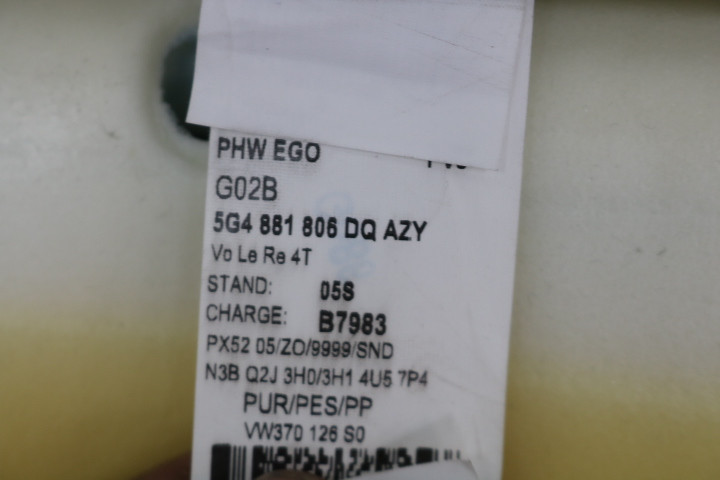 PHW EGO
G02B
5G4 881 806 DQ AZY
Vo Le Re 4T
STAND: 05S
CHARGE: B7983
PX52 05/ZO/9999/SND
N3B Q2J 3H0/3H1 4U5 7P4
PUR/PES/PP
VW370 126 S0